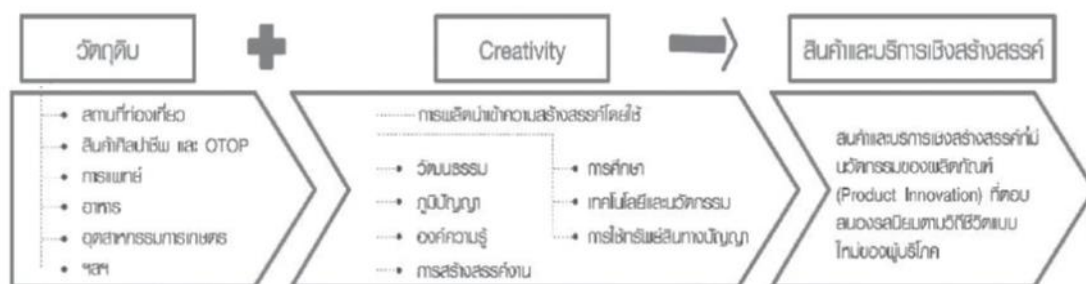 วัตถุดิบ
Creativity
สินค้าและบริการเชิงสร้างสรรค์
สถานที่ท่องเที่ยว
สินค้าศิลปาชีพ และ OTOP
การแพทย์
อาหาร
อุตสาหกรรมการเกษตร
ฯลฯ
การผลิตนำเข้าความสร้างสรรค์โดยใช้
วัฒนธรรม
ภูมิปัญญา
องค์ความรู้
การสร้างสรรค์งาน
การศึกษา
เทคโนโลยีและนวัตกรรม
การใช้ทรัพย์สินทางปัญญา
สินค้าและบริการเชิงสร้างสรรค์ที่มี
นวัตกรรมของผลิตภัณฑ์
(Product Innovation) ที่ตอบ
สนองรสนิยมตามวิถีชีวิตแบบ
ใหม่ของผู้บริโภค